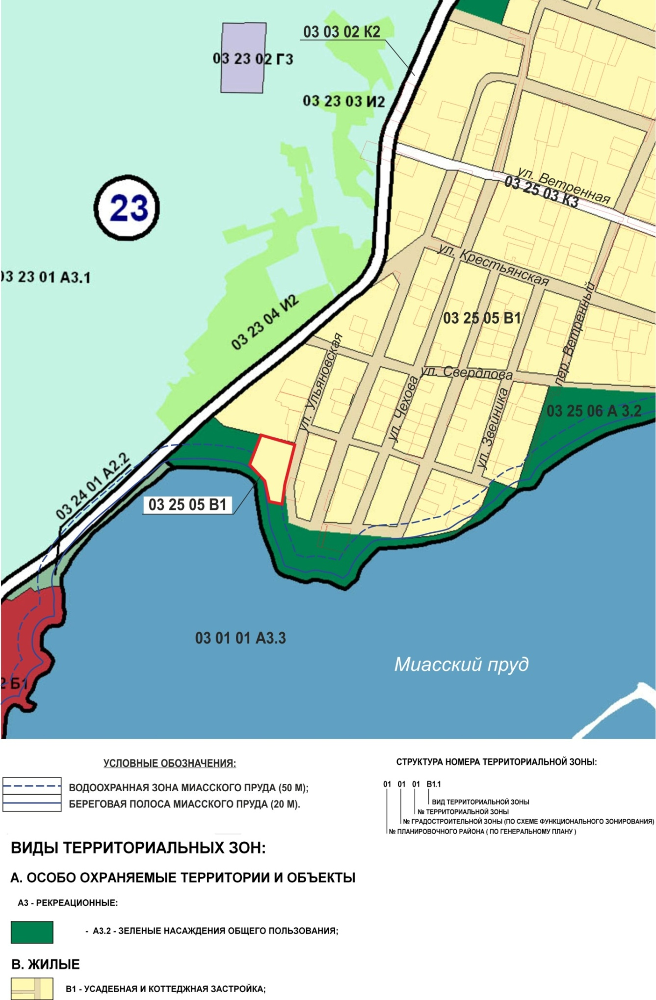 03 03 02 К2
03 23 02 Г3
03 23 03 И2
ул. Ветренная
03 25 03 К3
23
ул. Крестьянская
03 23 01 А3.1
03 23 04 И2
03 25 05 В1
пер. Ветренный
ул. Ульяновская
ул. Свердлова
ул. Чехова
ул. Звейника
03 25 06 А 3.2
03 24 01 А2.2
03 25 05 В1
03 01 01 А3.3
Миасский пруд
2 Б1
УСЛОВНЫЕ ОБОЗНАЧЕНИЯ:
ВОДООХРАННАЯ ЗОНА МИАССКОГО ПРУДА (50 М);
БЕРЕГОВАЯ ПОЛОСА МИАССКОГО ПРУДА (20 М).
СТРУКТУРА НОМЕРА ТЕРРИТОРИАЛЬНОЙ ЗОНЫ:
01 01 01 В1.1
ВИД ТЕРРИТОРИАЛЬНОЙ ЗОНЫ
№ ТЕРРИТОРИАЛЬНОЙ ЗОНЫ
№ ГРАДОСТРОИТЕЛЬНОЙ ЗОНЫ (ПО СХЕМЕ ФУНКЦИОНАЛЬНОГО ЗОНИРОВАНИЯ)
№ ПЛАНИРОВОЧНОГО РАЙОНА ( ПО ГЕНЕРАЛЬНОМУ ПЛАНУ )
ВИДЫ ТЕРРИТОРИАЛЬНЫХ ЗОН:
А. ОСОБО ОХРАНЯЕМЫЕ ТЕРРИТОРИИ И ОБЪЕКТЫ
А3 - РЕКРЕАЦИОННЫЕ:
- А3.2 - ЗЕЛЕНЫЕ НАСАЖДЕНИЯ ОБЩЕГО ПОЛЬЗОВАНИЯ;
В. ЖИЛЫЕ
В1 - УСАДЕБНАЯ И КОТТЕДЖНАЯ ЗАСТРОЙКА;